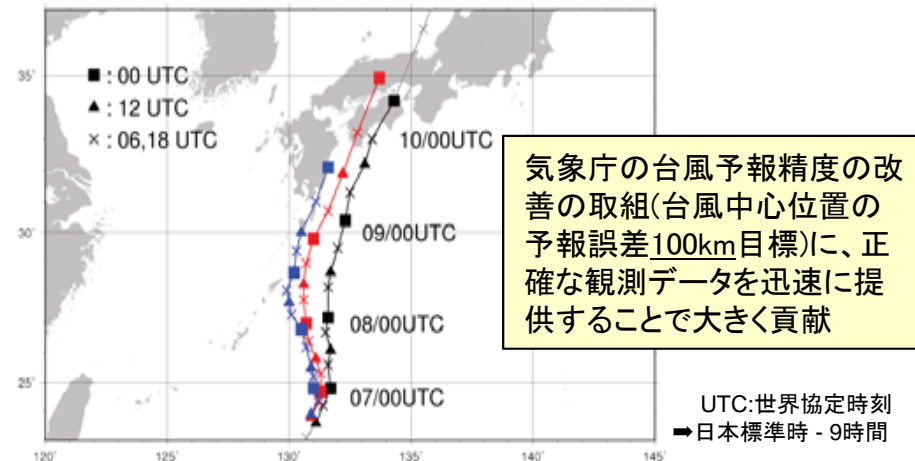 35°
30°
25°
120°
125°
130°
135°
140°
145°
■ : 00 UTC
▲ : 12 UTC
× : 06,18 UTC
10/00UTC
09/00UTC
08/00UTC
07/00UTC
気象庁の台風予報精度の改
善の取組(台風中心位置の
予報誤差100km目標)に、正
確な観測データを迅速に提
供することで大きく貢献
UTC:世界協定時刻
➡日本標準時 - 9時間